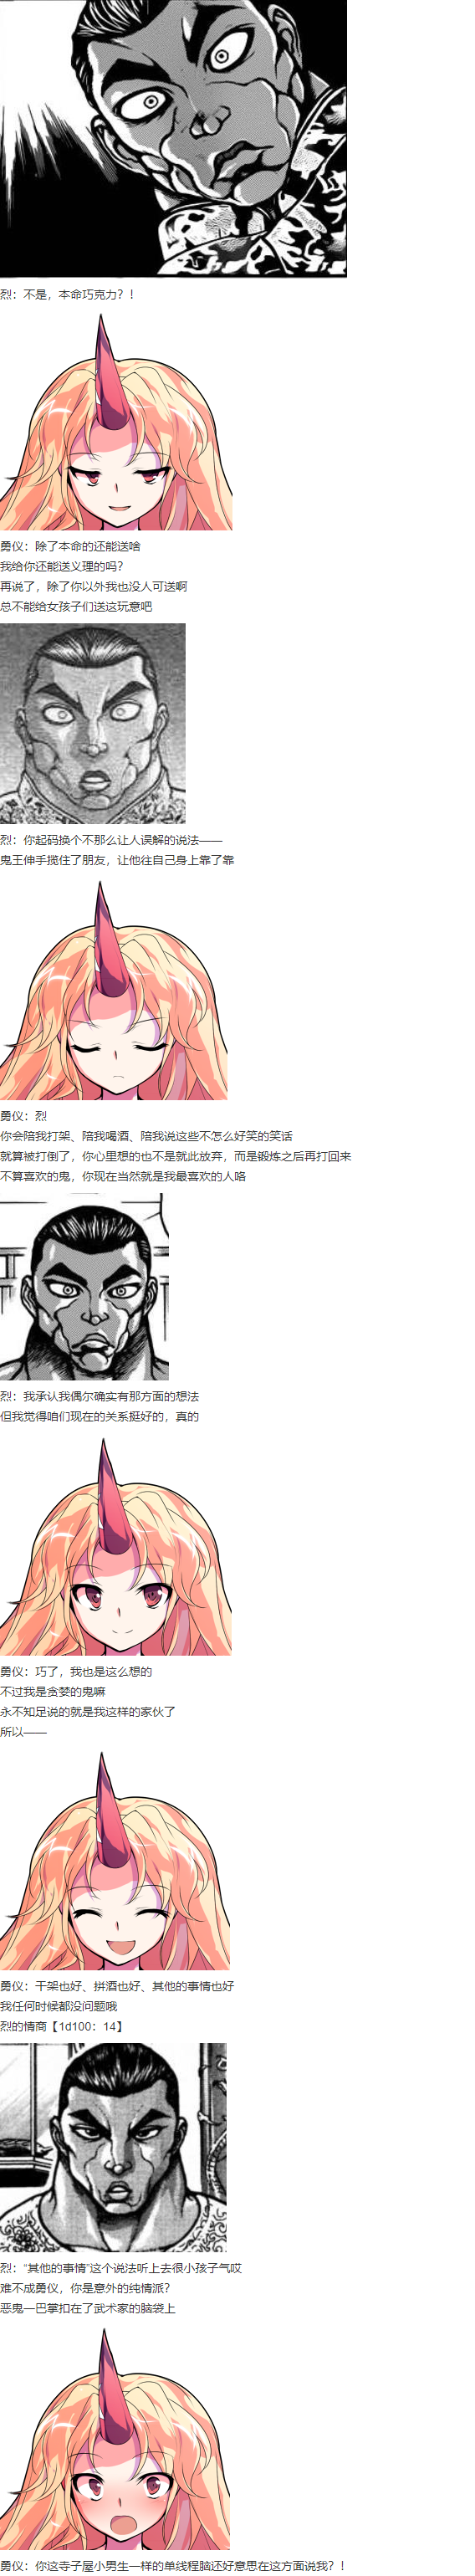 烈：不是，本命巧克力？！
勇仪：除了本命的还能送啥
我给你还能送义理的吗？
再说了，除了你以外我也没人可送啊
总不能给女孩子们送这玩意吧
烈：你起码换个不那么让人误解的说法——
鬼王伸手揽住了朋友，让他往自己身上靠了靠
勇仪：烈
你会陪我打架、陪我喝酒、陪我说这些不怎么好笑的笑话
就算被打倒了，你心里想的也不是就此放弃，而是锻炼之后再打回来
不算喜欢的鬼，你现在当然就是我最喜欢的人咯
烈：我承认我偶尔确实有那方面的想法
但我觉得咱们现在的关系挺好的，真的
勇仪：巧了，我也是这么想的
不过我是贪婪的鬼嘛
永不知足说的就是我这样的家伙了
所以——
勇仪：干架也好、拼酒也好、其他的事情也好
我任何时候都没问题哦
烈的情商【1d100：14】
烈：“其他的事情”这个说法听上去很小孩子气哎
难不成勇仪，你是意外的纯情派？
恶鬼一巴掌扣在了武术家的脑袋上
勇仪：你这寺子屋小男生一样的单线程脑还好意思在这方面说我？！